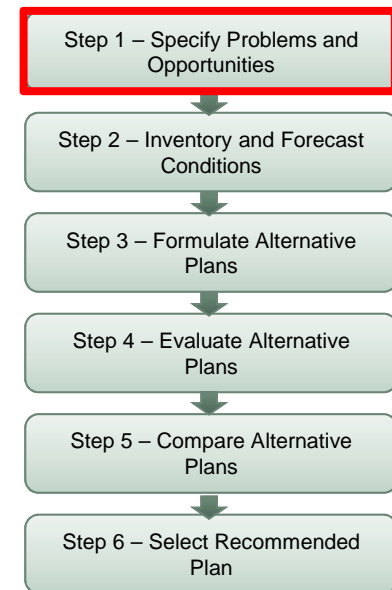 Step 1 – Specify Problems and
Opportunities
Step 2 – Inventory and Forecast
Conditions
Step 3 – Formulate Alternative
Plans
Step 4 – Evaluate Alternative
Plans
Step 5 – Compare Alternative
Plans
Step 6 – Select Recommended
Plan